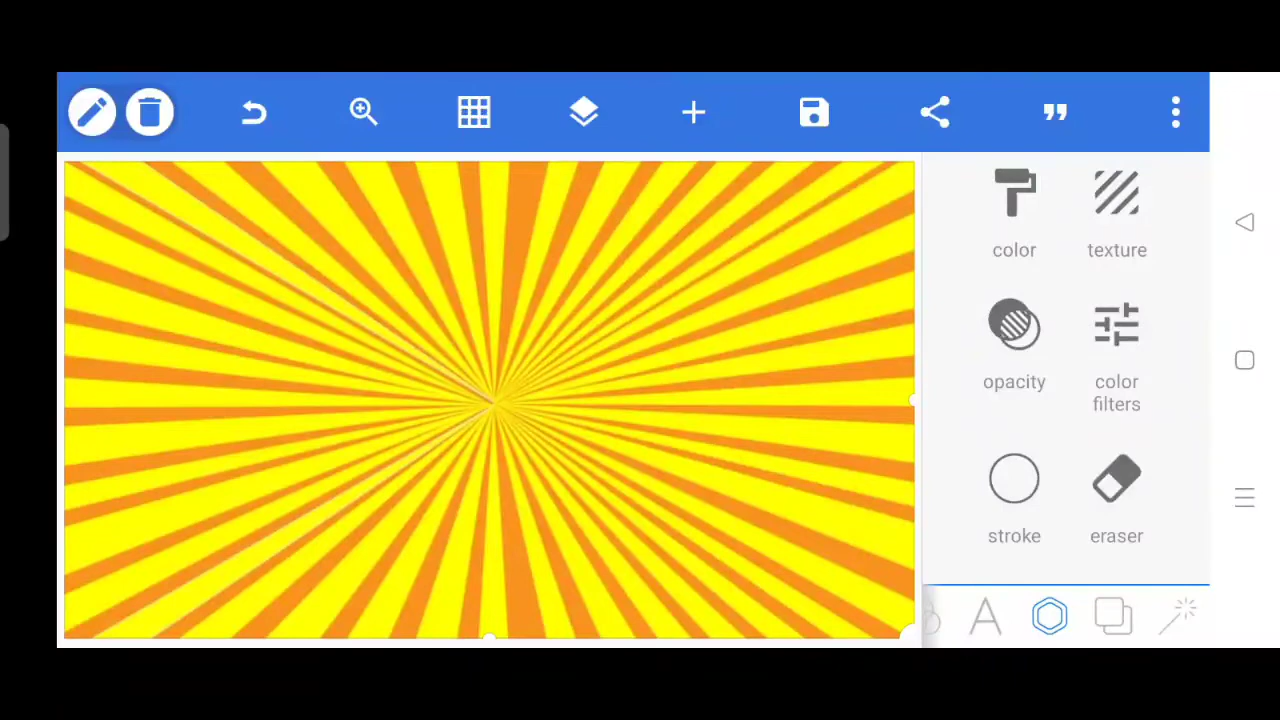 color texture
opacity color
filters
stroke eraser
A